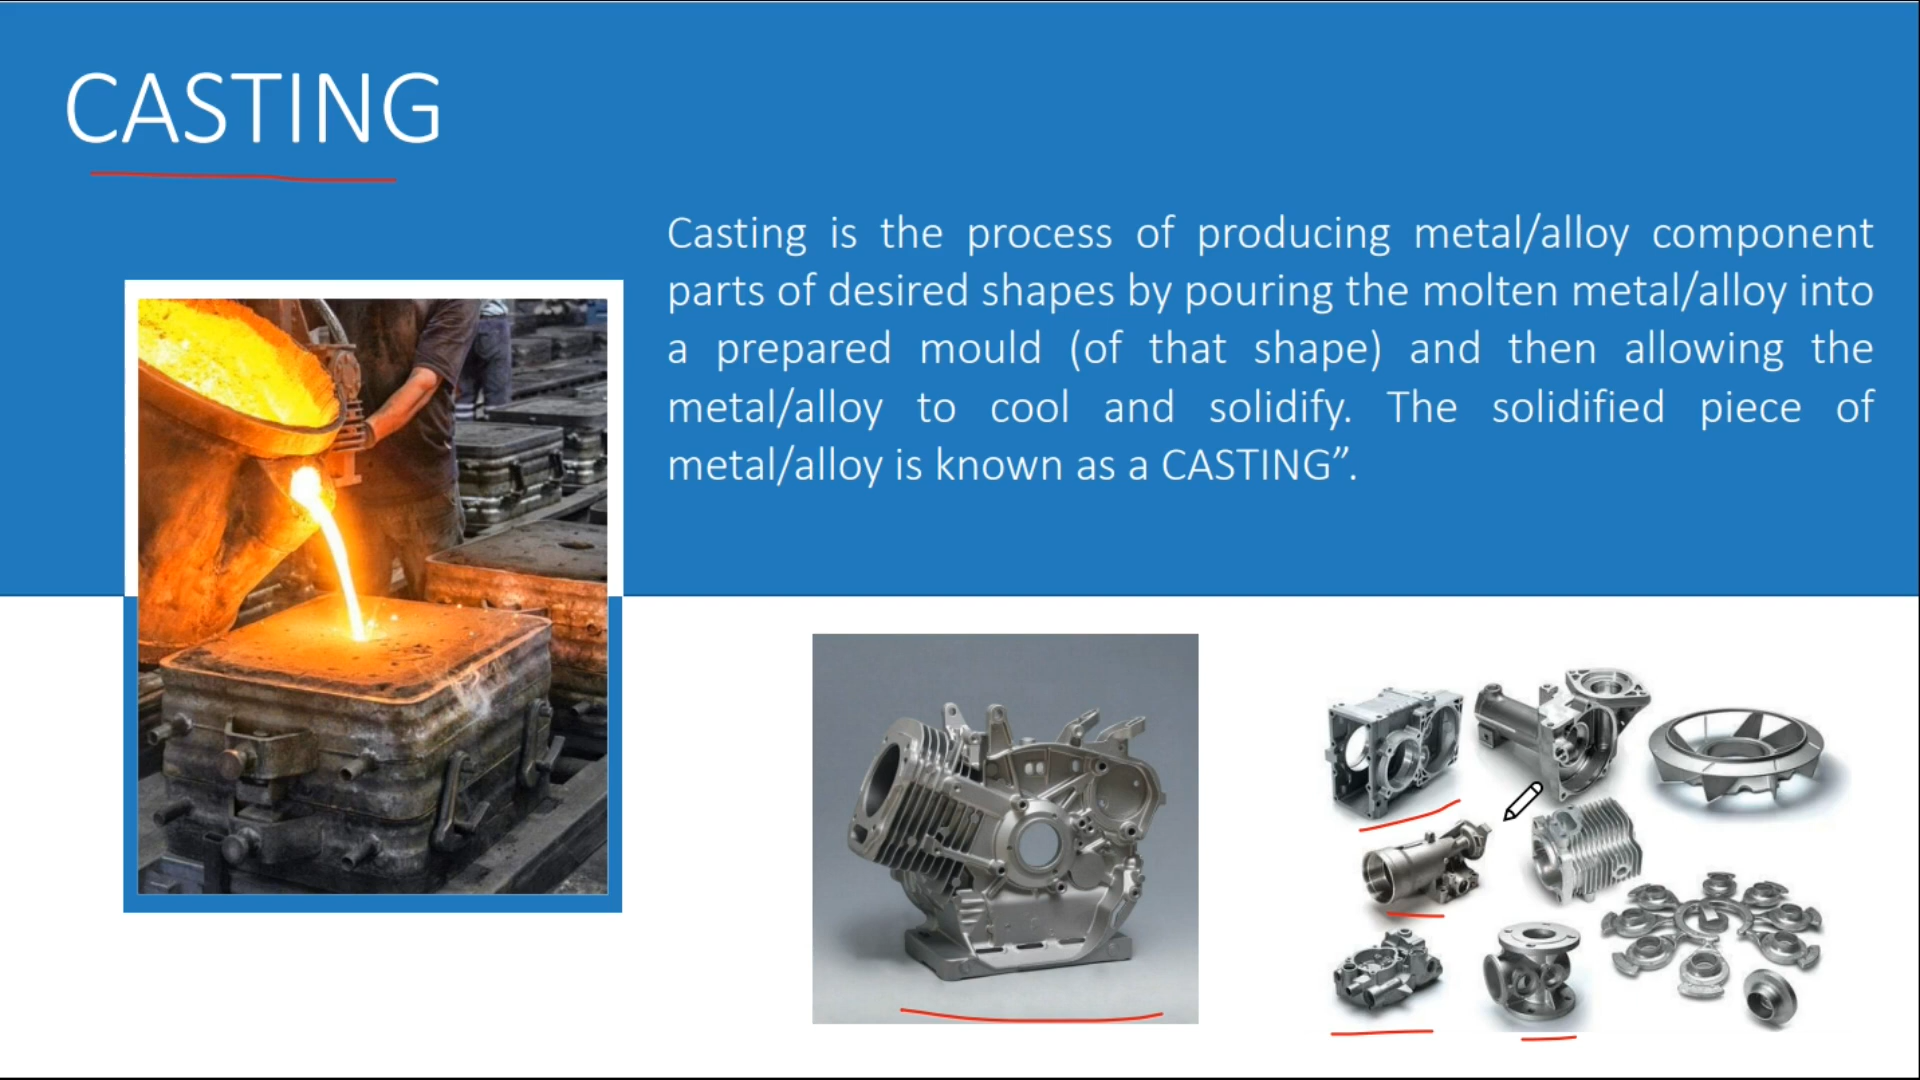 CASTING
Casting is the process of producing metal/alloy component
parts of desired shapes by pouring the molten metal/alloy into
a prepared mould (of that shape) and then allowing the
metal/alloy to cool and solidify. The solidified piece of
metal/alloy is known as a CASTING”.